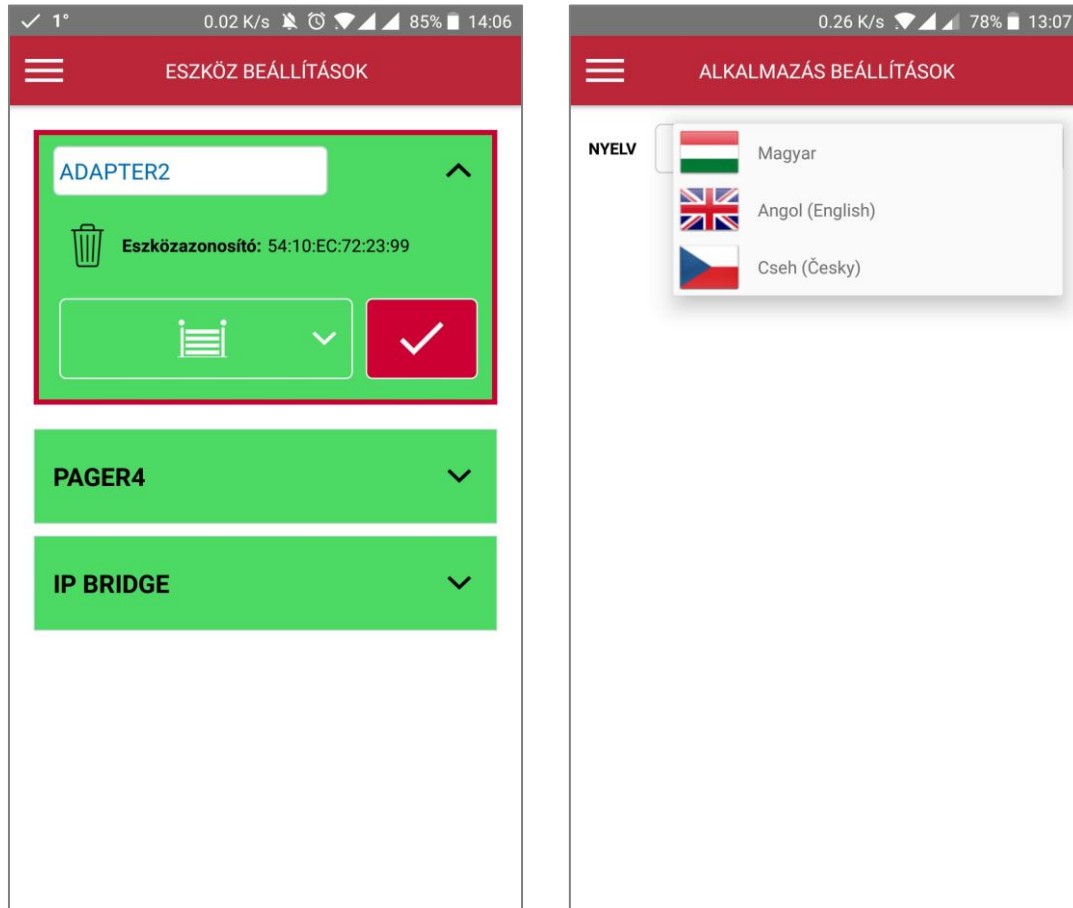 1° 0.02 K/s 85% 14:06
ESZKÖZ BEÁLLÍTÁSOK
ADAPTER2
Eszközazonosító: 54:10:EC:72:23:99
PAGER4
IP BRIDGE
0.26 K/s 78% 13:07
ALKALMAZÁS BEÁLLÍTÁSOK
NYELV
Magyar
Angol (English)
Cseh (Česky)